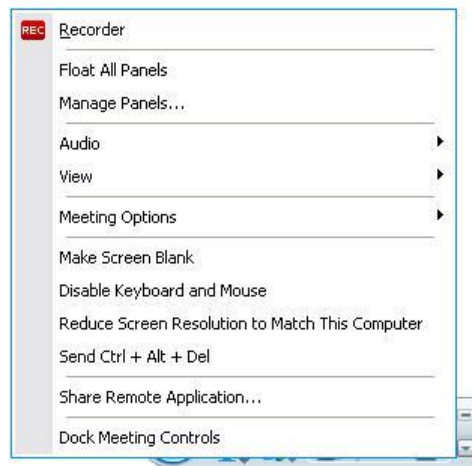 REC Recorder
Float All Panels
Manage Panels...
Audio
View
Meeting Options
Make Screen Blank
Disable Keyboard and Mouse
Reduce Screen Resolution to Match This Computer
Send Ctrl + Alt + Del
Share Remote Application...
Dock Meeting Controls